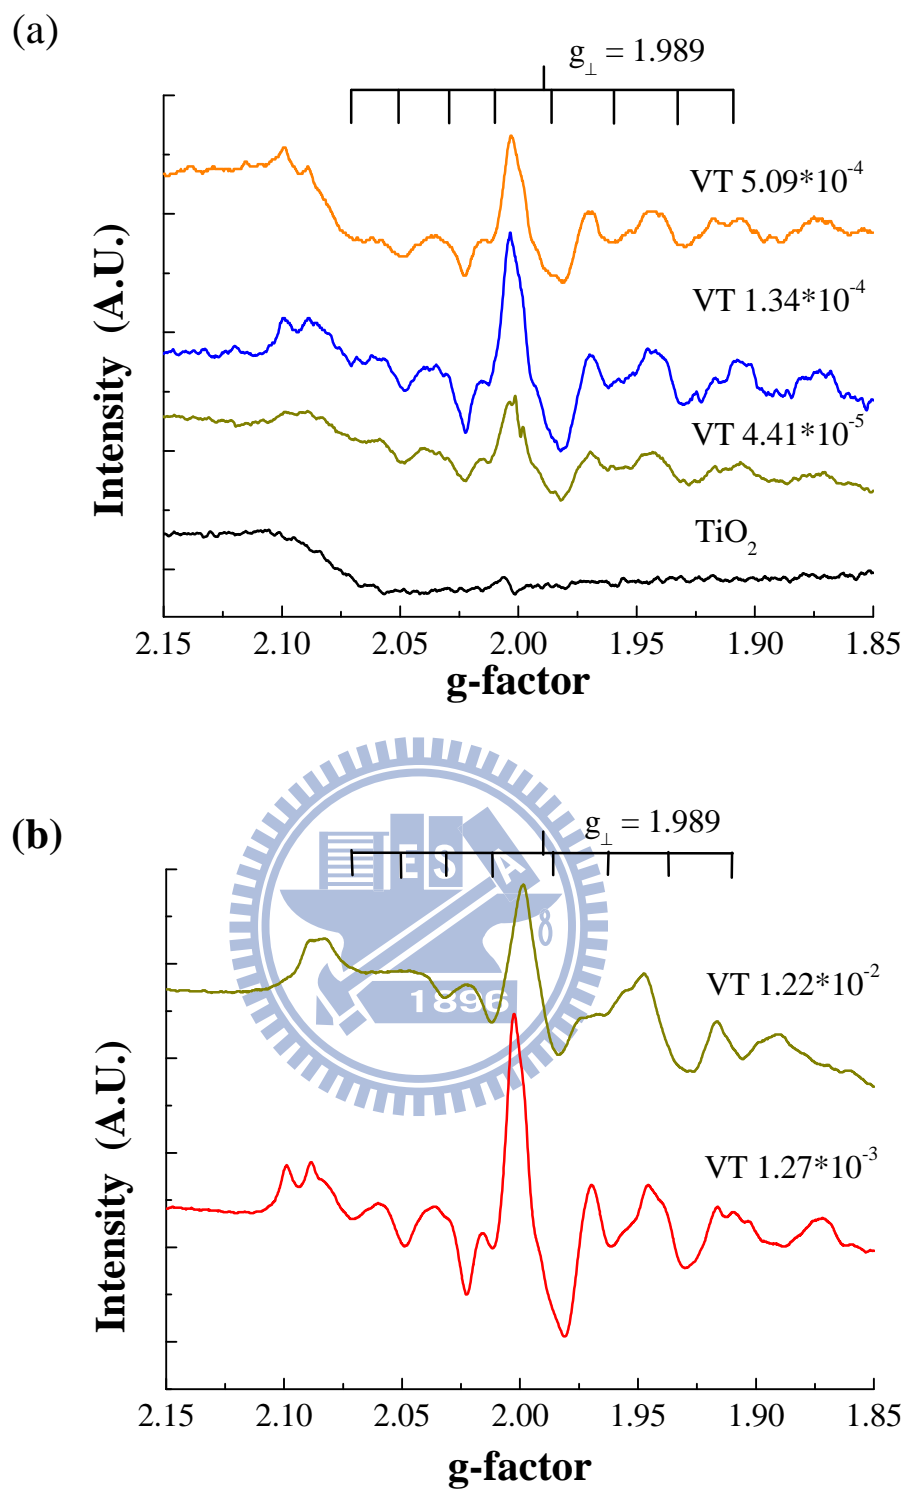 (a)
g⊥ = 1.989
VT 5.09*10-4
VT 1.34*10-4
VT 4.41*10-5
TiO2
Intensity (A.U.)
2.15 2.10 2.05 2.00 1.95 1.90 1.85
g-factor
(b)
g⊥ = 1.989
E S A
8
1896
VT 1.22*10-2
VT 1.27*10-3
Intensity (A.U.)
2.15 2.10 2.05 2.00 1.95 1.90 1.85
g-factor